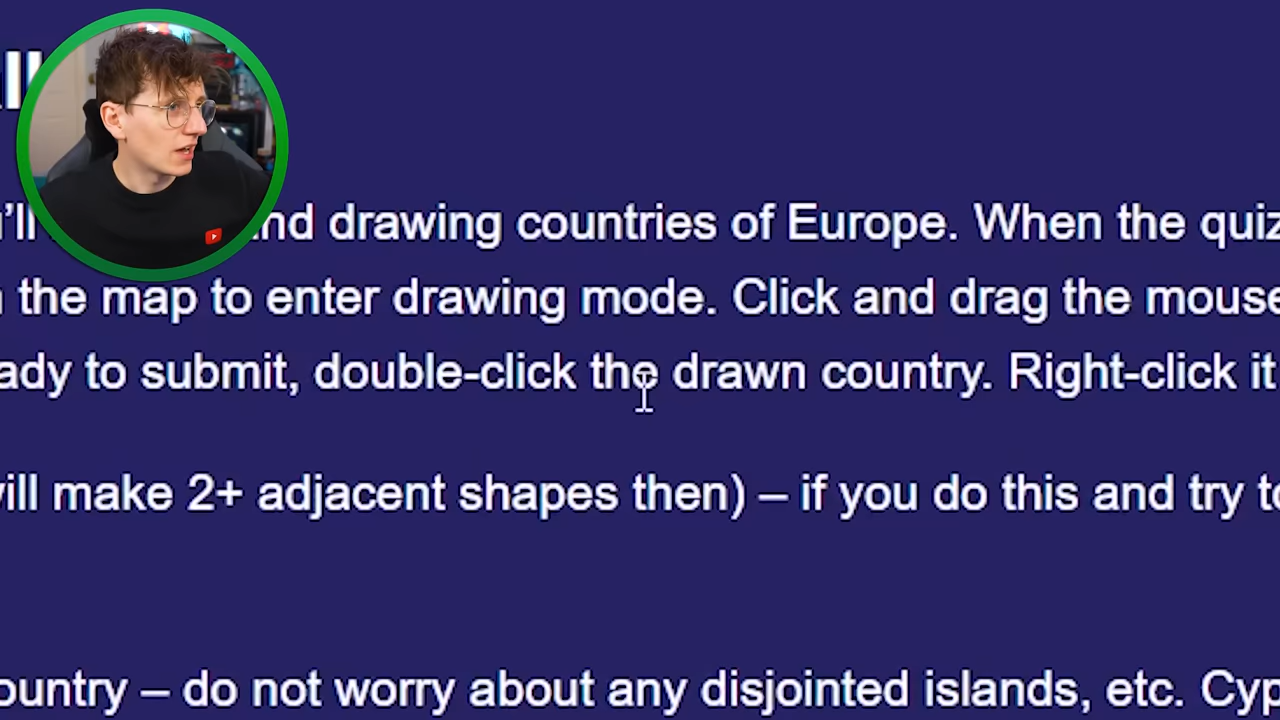 ll
'll nd drawing countries of Europe. When the quiz
the map to enter drawing mode. Click and drag the mouse
ady to submit, double-click the drawn country. Right-click it
ill make 2+ adjacent shapes then) – if you do this and try to
ountry – do not worry about any disjointed islands, etc. Cyp